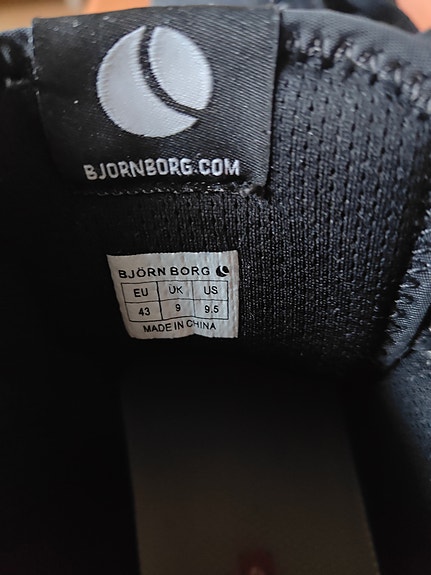 BJORNBORG.COM
BJÖRN BORG
EU UK US
43 9 9.5
MADE IN CHINA